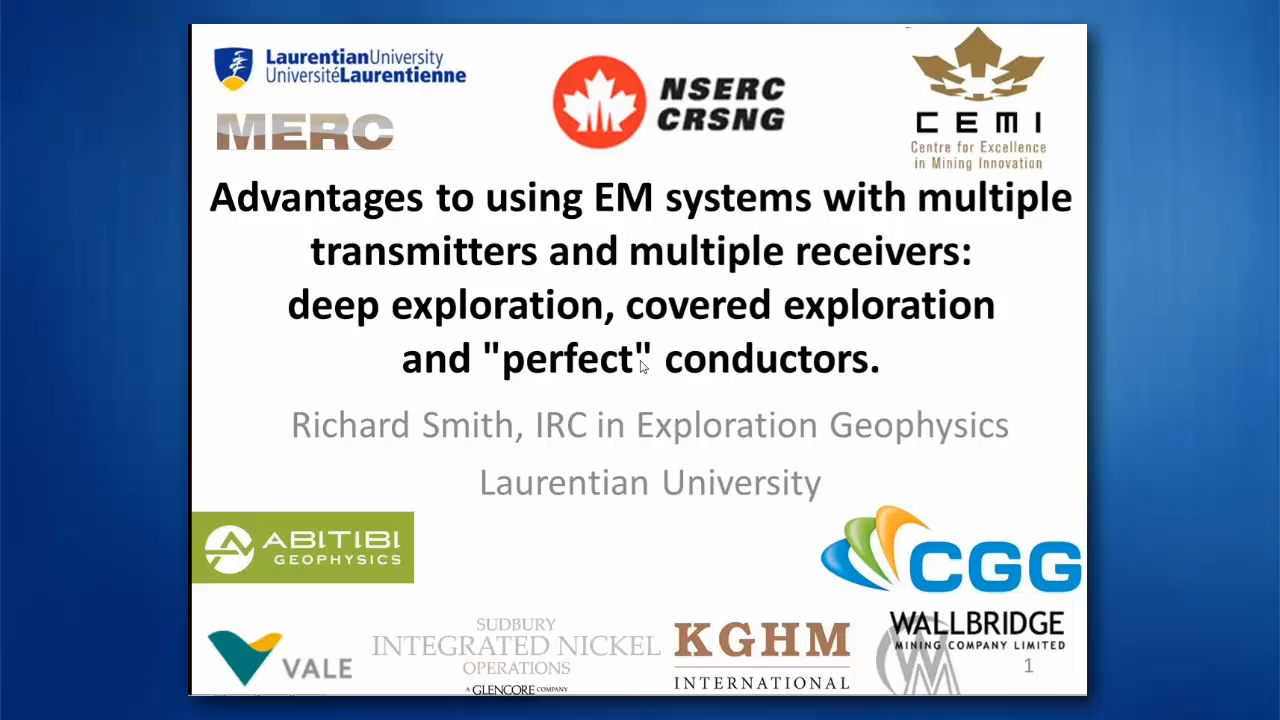 LaurentianUniversity
UniversitéLaurentienne
MERC
NSERC
CRSNG
CEMI
Centre for Excellence
in Mining Innovation
Advantages to using EM systems with multiple
transmitters and multiple receivers:
deep exploration, covered exploration
and "perfect" conductors.
Richard Smith, IRC in Exploration Geophysics
Laurentian University
ABITIBI
GEOPHYSICS
CGG
VALE
SUDBURY
INTEGRATED NICKEL
OPERATIONS
A GLENCORE COMPANY
KGHM
INTERNATIONAL
WALLBRIDGE
MINING COMPANY LIMITED
1